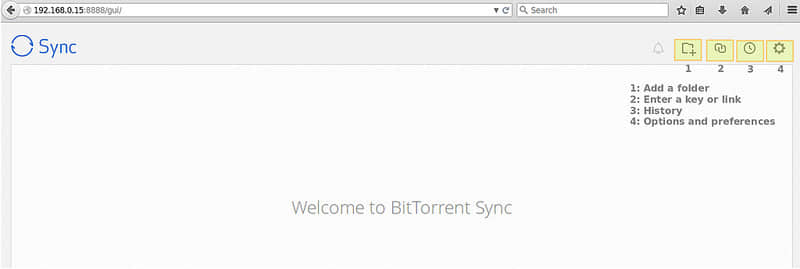 192.168.0.15:8888/gui/
Search
Sync
1 2 3 4
1: Add a folder
2: Enter a key or link
3: History
4: Options and preferences
Welcome to BitTorrent Sync